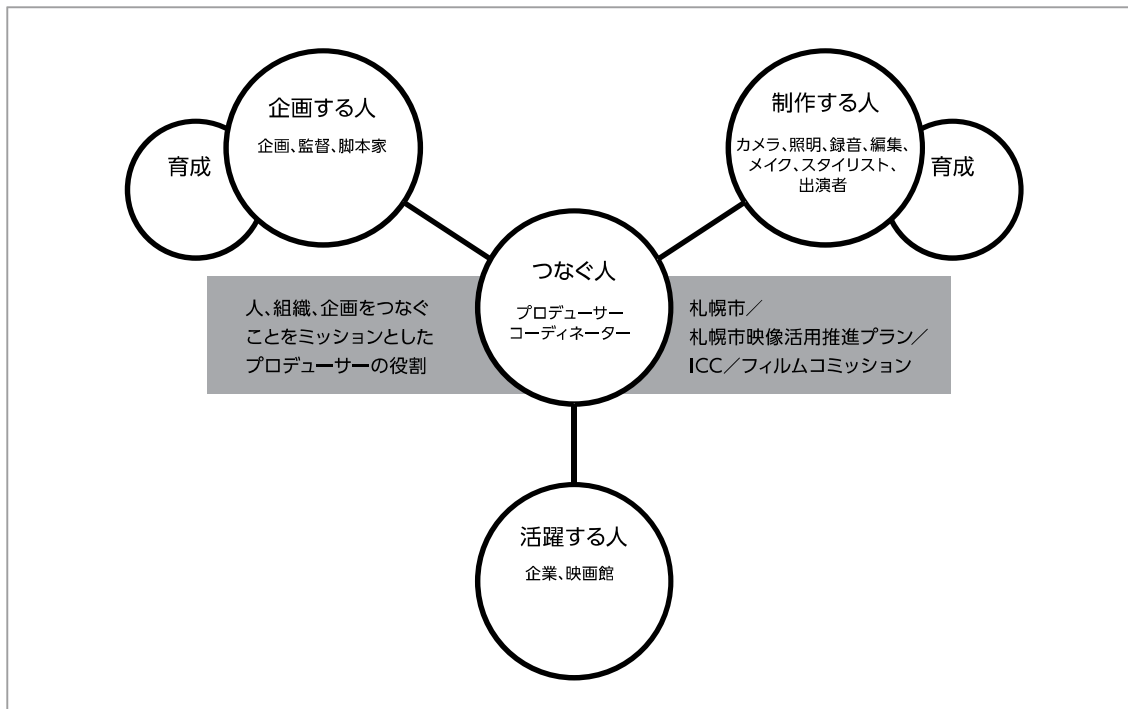 企画する人
企画、監督、脚本家
育成
制作する人
カメラ、照明、録音、編集、
メイク、スタイリスト、
出演者
育成
つなぐ人
プロデューサー
コーディネーター
人、組織、企画をつなぐ
ことをミッションとした
プロデューサーの役割
札幌市／
札幌市映像活用推進プラン／
ICC／フィルムコミッション
活躍する人
企業、映画館